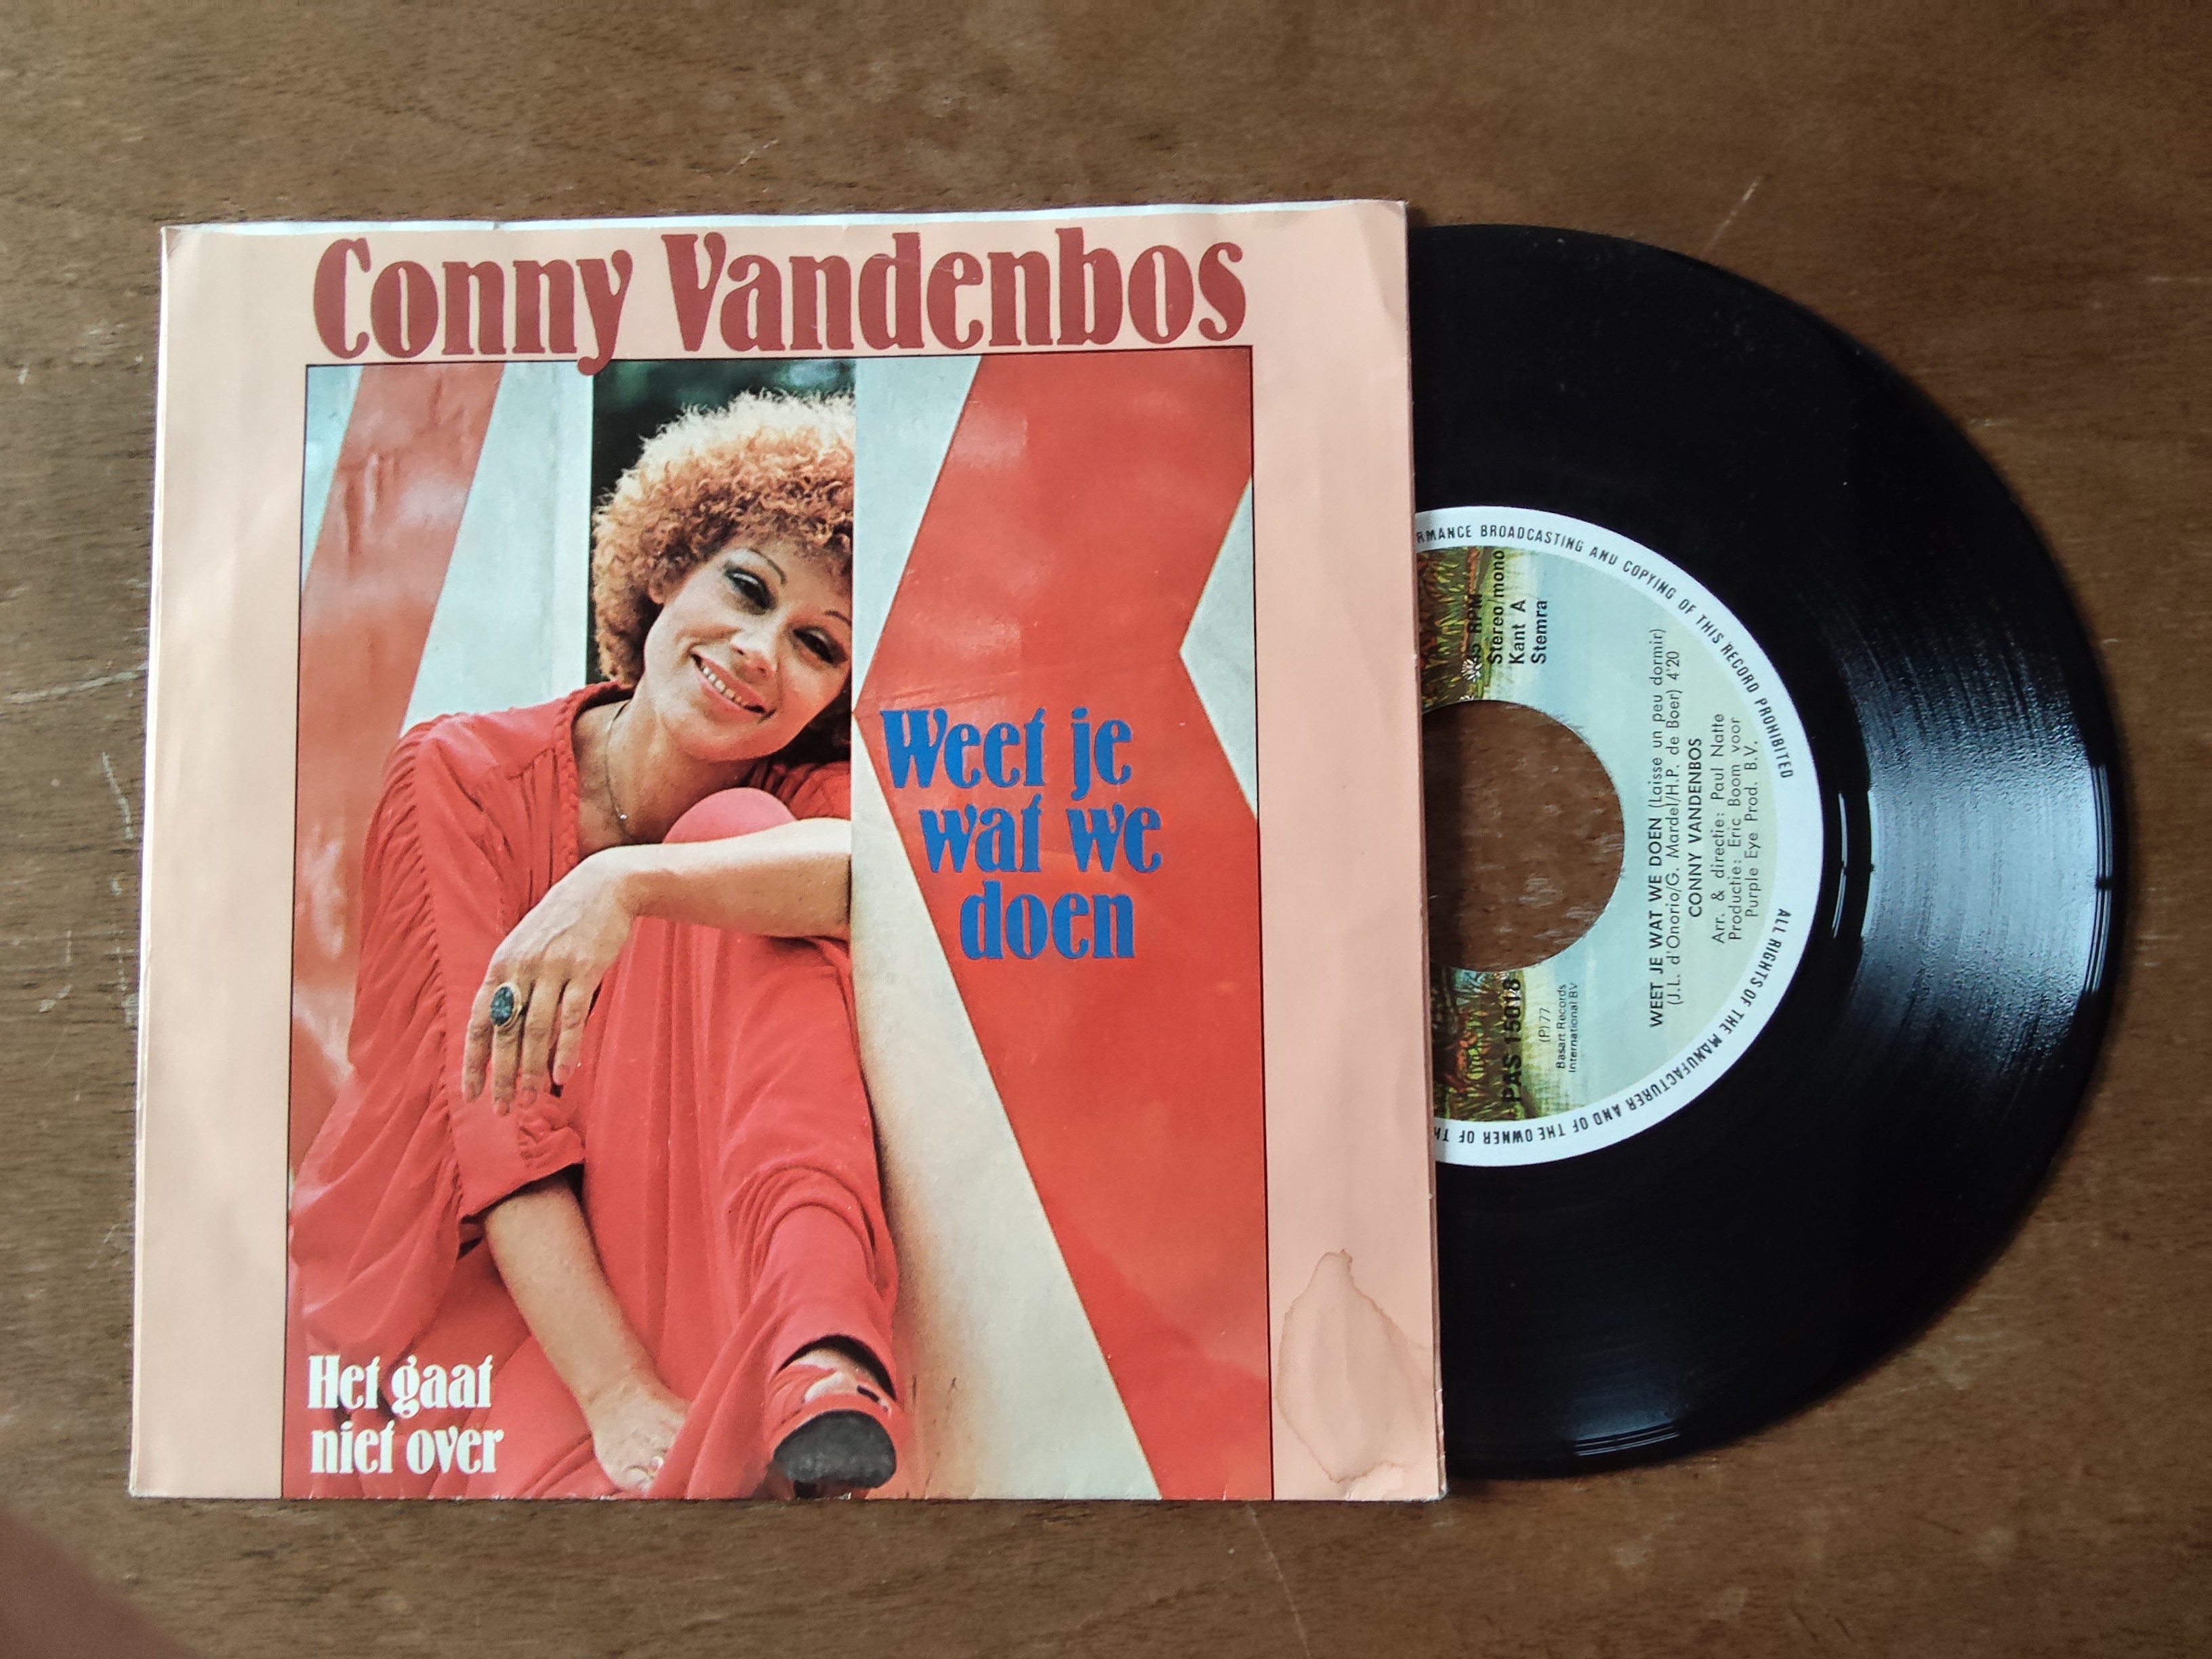 Conny Vandenbos
Weet je
wat we
doen
Het gaat
niet over
45 RPM
Stereo/mono
Kant A
Stemra
PAS 15018
(P)77
Basart Records
International BV
WEET JE WAT WE DOEN (Laisse un peu dormir)
(J.L. d'Onorio/G. Mardel/H.P. de Boer) 4'20
CONNY VANDENBOS
Arr. & directie: Paul Natte
Productie: Eric Boom voor
Purple Eye Prod. B.V.
ALL RIGHTS OF THE MANUFACTURER AND OF THE OWNER OF TH
RMANCE BROADCASTING AND COPYING OF THIS RECORD PROHIBITED